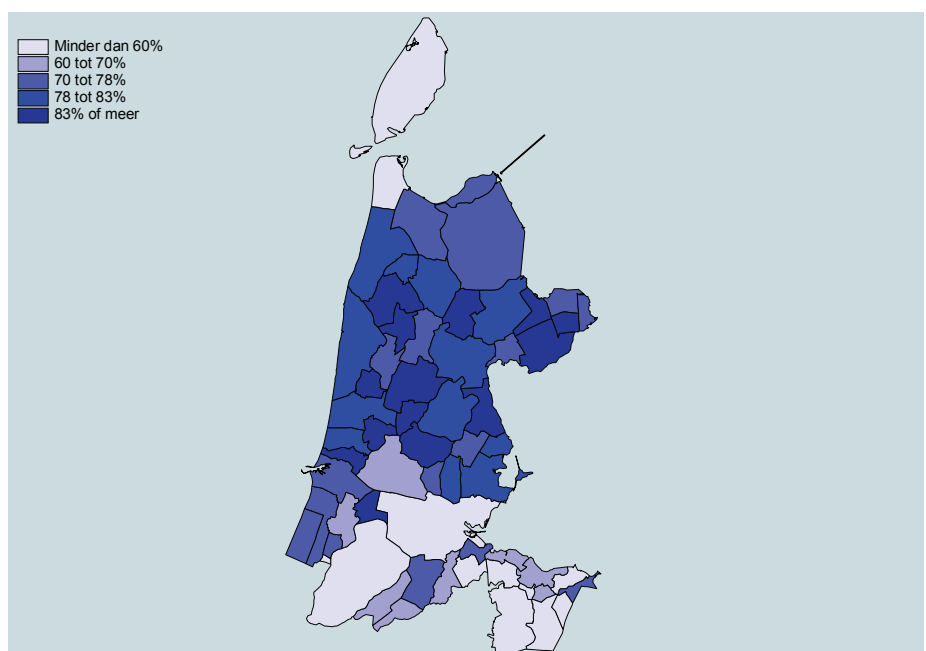 Minder dan 60%
60 tot 70%
70 tot 78%
78 tot 83%
83% of meer